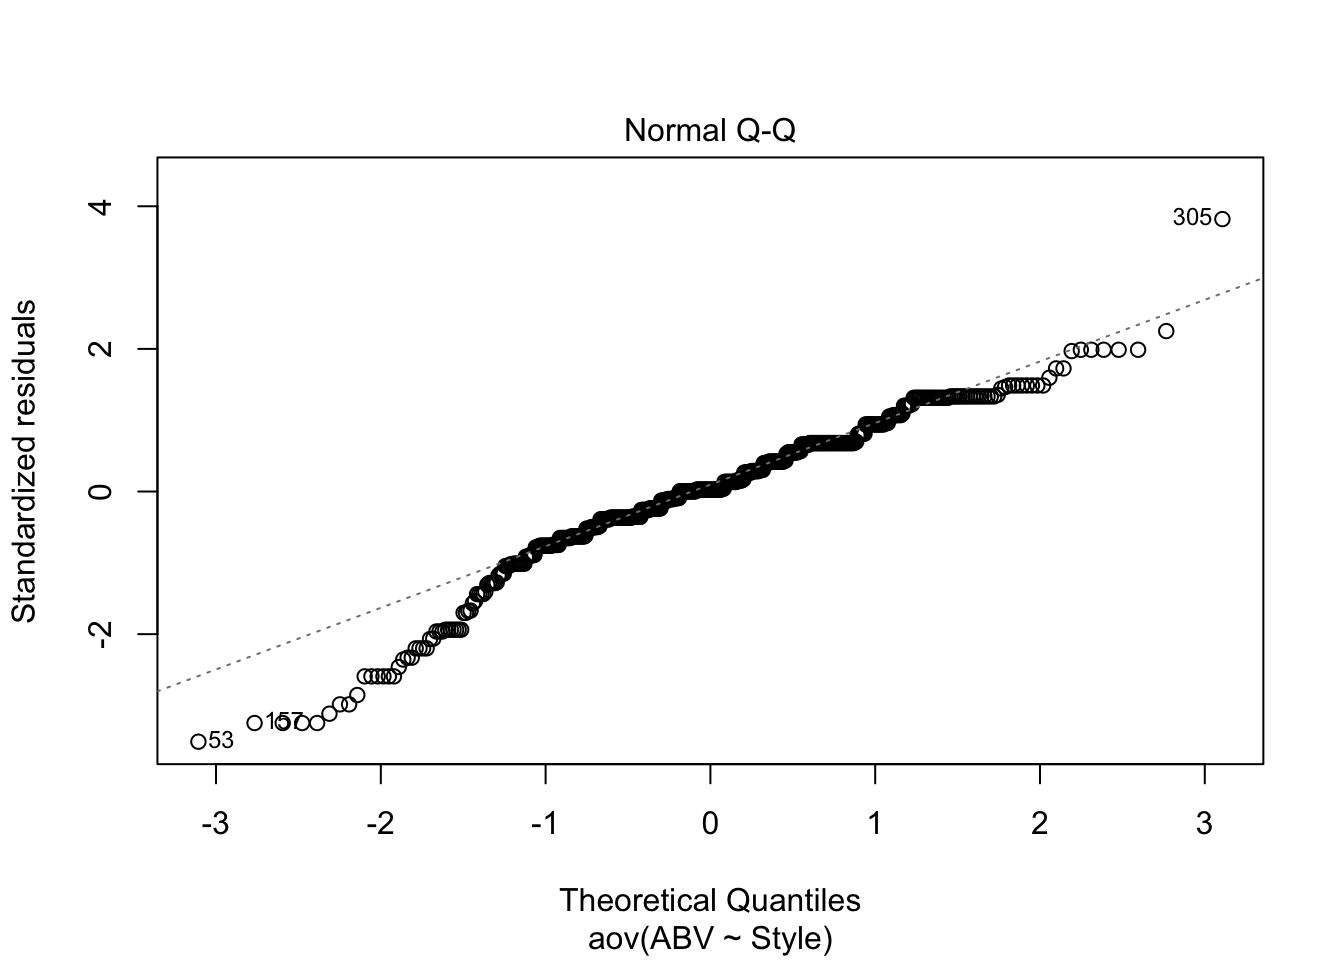 Normal Q-Q
Standardized residuals
4
2
0
-2
305
157
53
-3 -2 -1 0 1 2 3
Theoretical Quantiles
aov(ABV ~ Style)